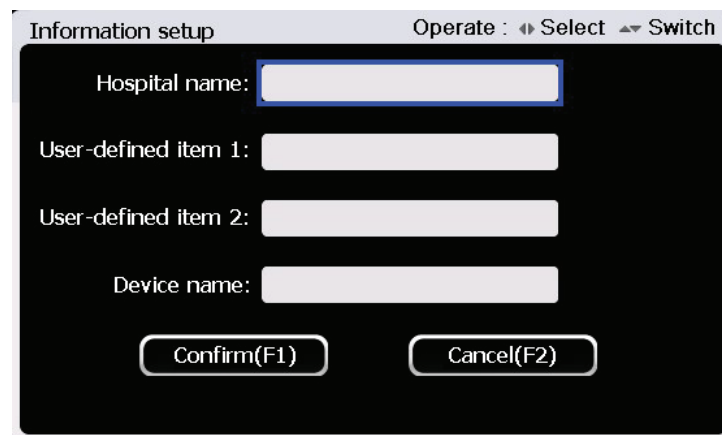 Information setup Operate : Select Switch
Hospital name:
User-defined item 1:
User-defined item 2:
Device name:
Confirm(F1) Cancel(F2)